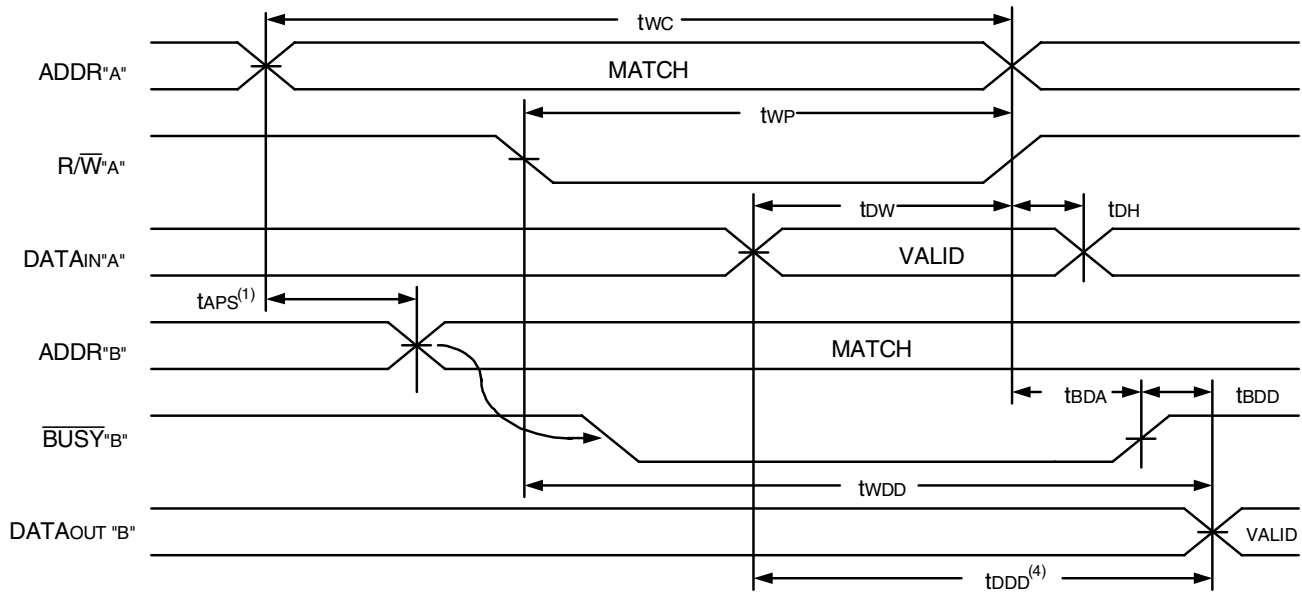 tWC
ADDR"A" MATCH
tWP
R/W̅"A"
tDW tDH
DATAIN"A" VALID
tAPS(1)
ADDR"B" MATCH
tBDA tBDD
B̅U̅S̅Y̅"B"
tWDD
DATAOUT "B" VALID
tDDD(4)